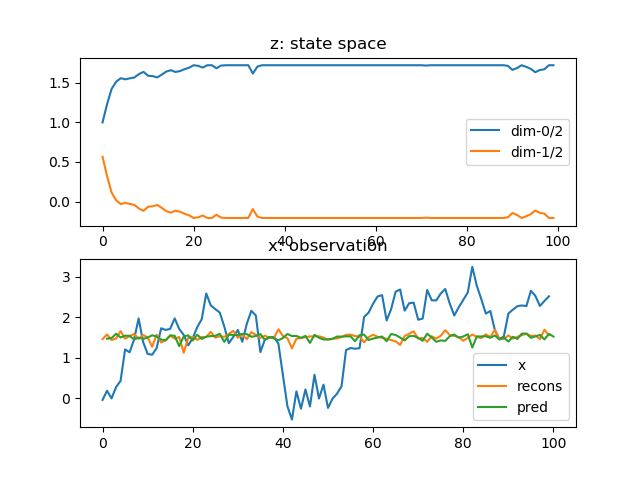 z: state space
1.5
1.0
0.5
0.0
dim-0/2
dim-1/2
0 20 40 60 80 100
x: observation
3
2
1
0
x
recons
pred
0 20 40 60 80 100